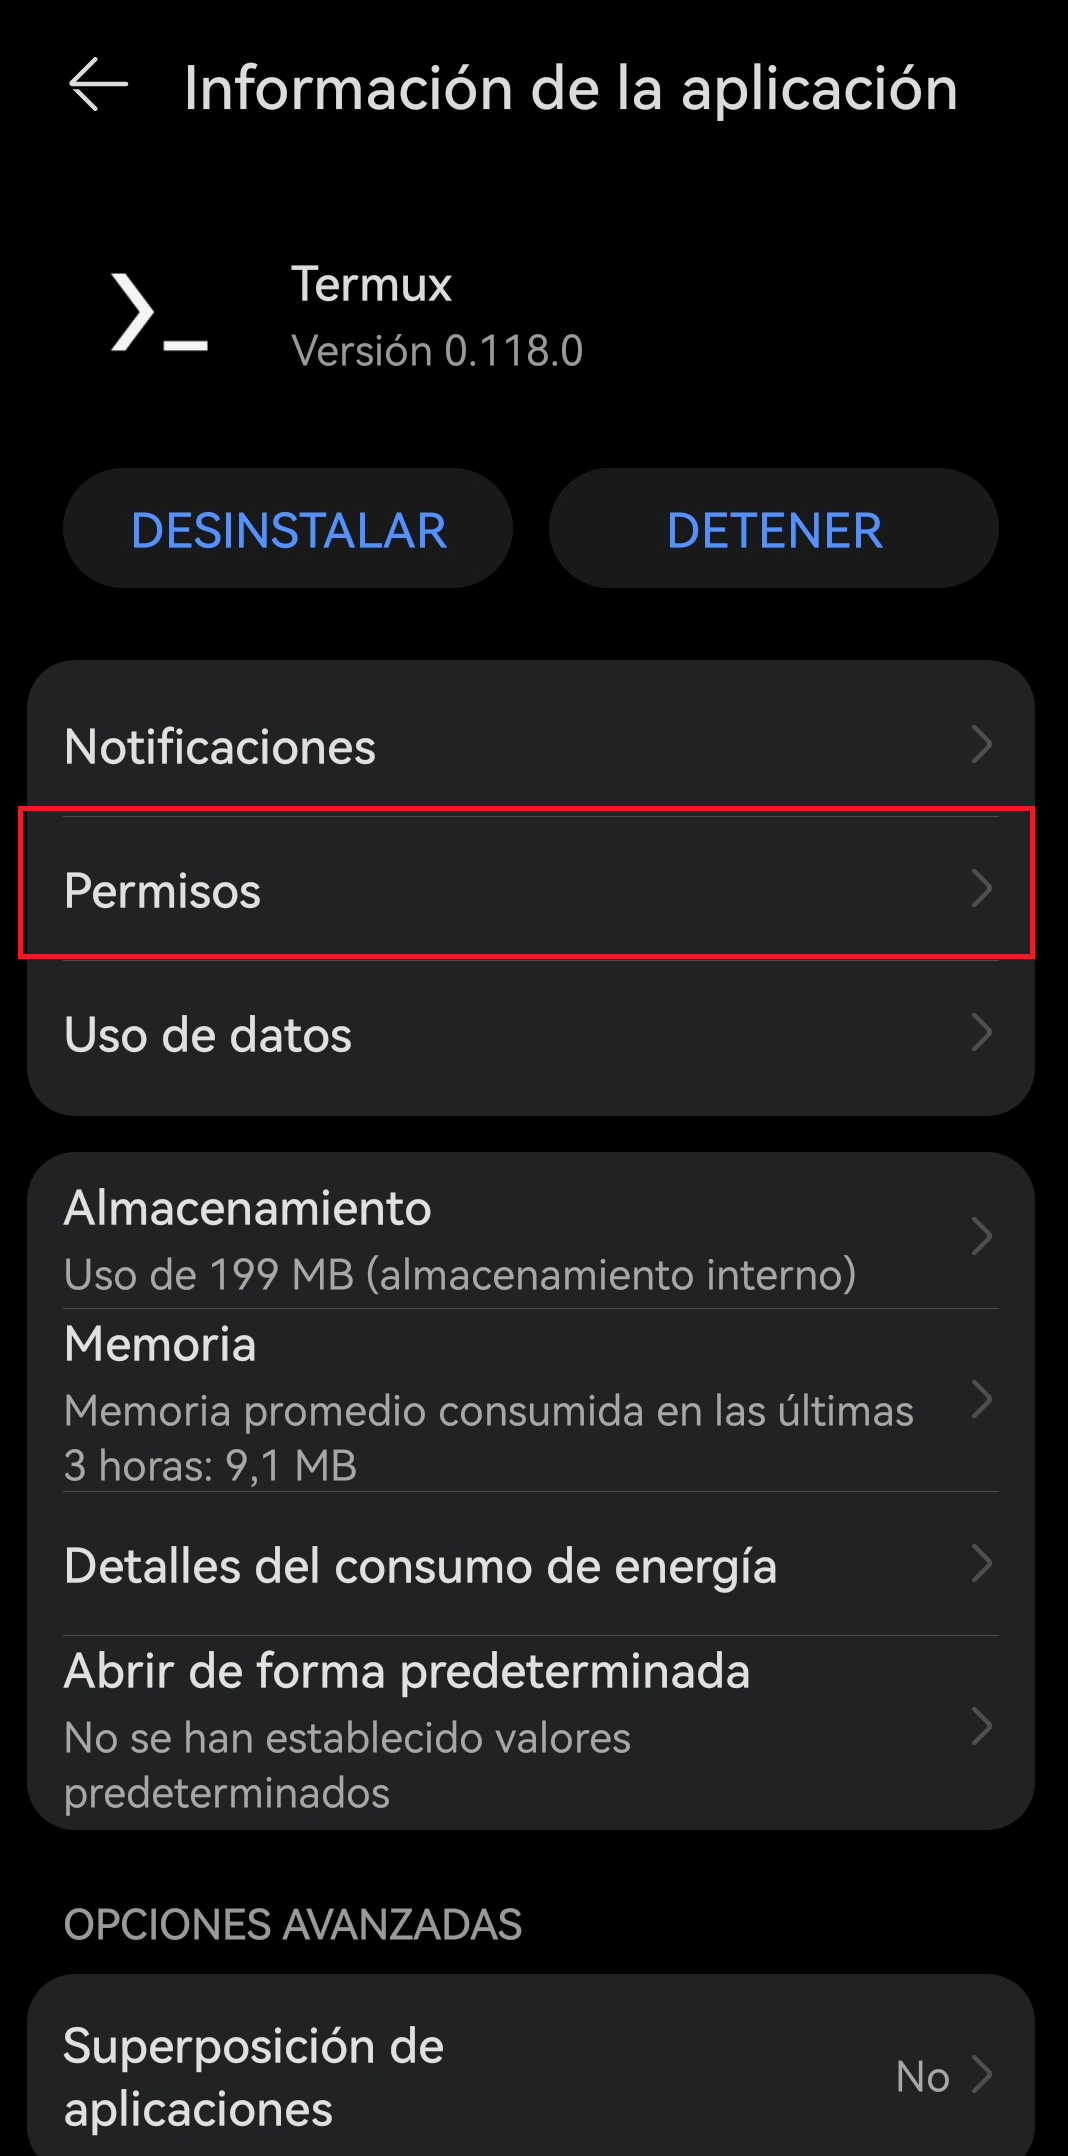 Información de la aplicación
Termux
Versión 0.118.0
DESINSTALAR
DETENER
Notificaciones
Permisos
Uso de datos
Almacenamiento
Uso de 199 MB (almacenamiento interno)
Memoria
Memoria promedio consumida en las últimas
3 horas: 9,1 MB
Detalles del consumo de energía
Abrir de forma predeterminada
No se han establecido valores
predeterminados
OPCIONES AVANZADAS
Superposición de
aplicaciones
No